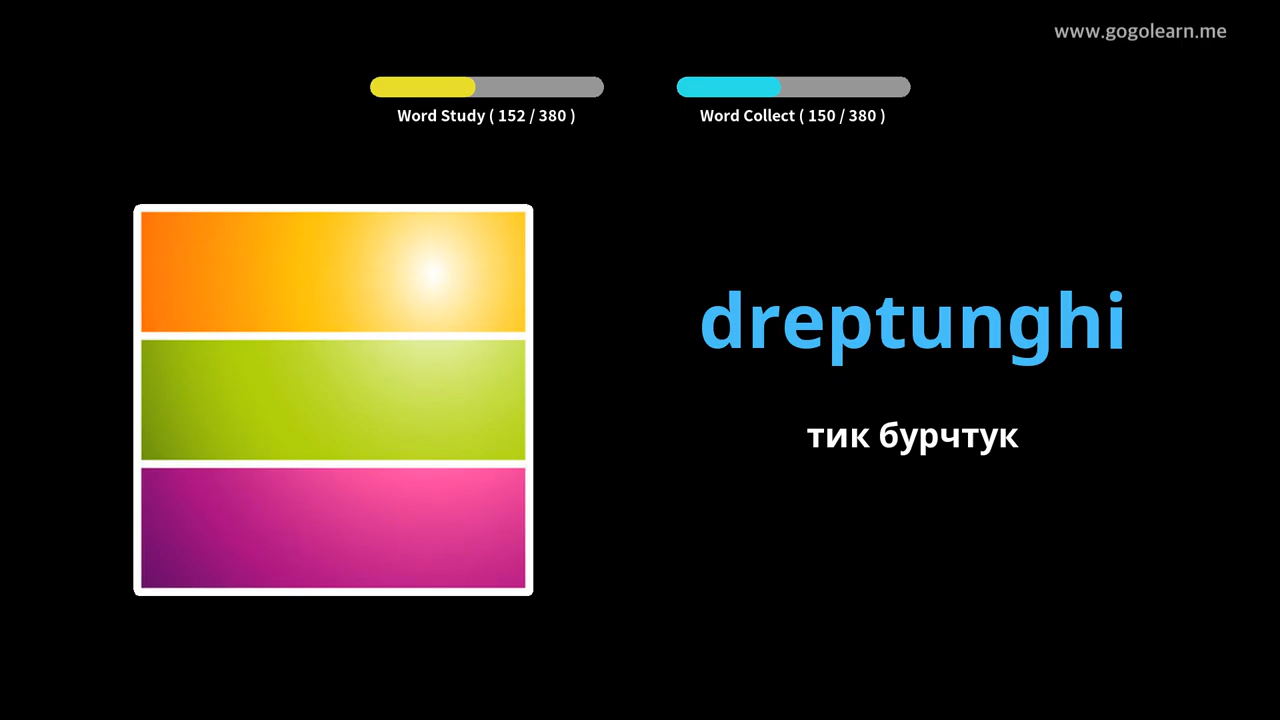 www.gogolearn.me
Word Study ( 152 / 380 )
Word Collect ( 150 / 380 )
dreptunghi
тик бурчтук